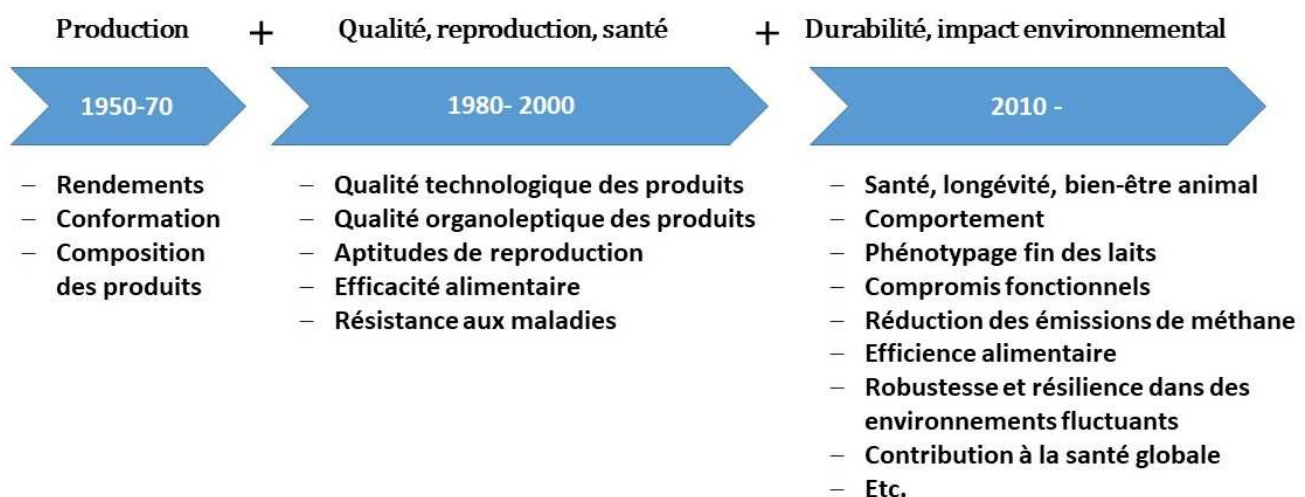 Production + Qualité, reproduction, santé + Durabilité, impact environnemental
1950-70
1980- 2000
2010 -
– Rendements
– Conformation
– Composition
des produits
– Qualité technologique des produits
– Qualité organoleptique des produits
– Aptitudes de reproduction
– Efficacité alimentaire
– Résistance aux maladies
– Santé, longévité, bien-être animal
– Comportement
– Phénotypage fin des laits
– Compromis fonctionnels
– Réduction des émissions de méthane
– Efficience alimentaire
– Robustesse et résilience dans des
environnements fluctuants
– Contribution à la santé globale
– Etc.